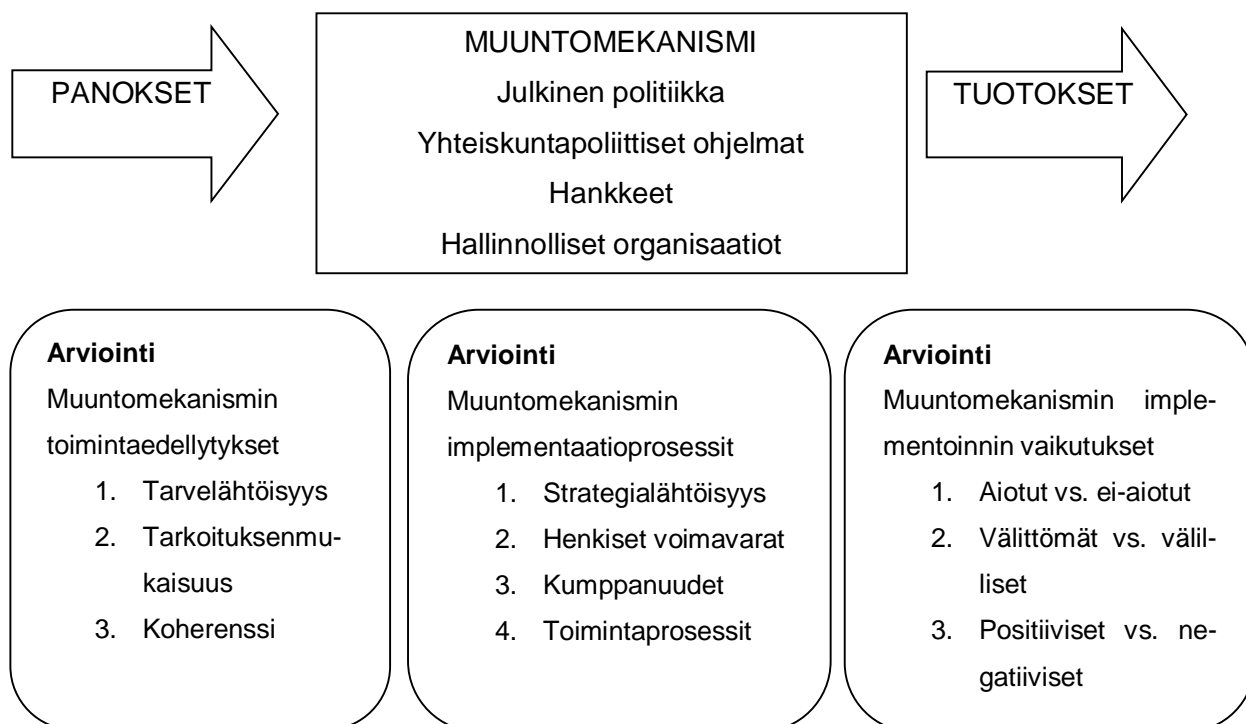 PANOKSET
MUUNTOMEKANISMI
Julkinen politiikka
Yhteiskuntapoliittiset ohjelmat
Hankkeet
Hallinnolliset organisaatiot
TUOTOKSET
Arviointi
Muuntomekanismin
toimintaedellytykset
1. Tarvelähtöisyys
2. Tarkoituksenmu-
kaisuus
3. Koherenssi
Arviointi
Muuntomekanismin
implementaatioprosessit
1. Strategialähtöisyys
2. Henkiset voimavarat
3. Kumppanuudet
4. Toimintaprosessit
Arviointi
Muuntomekanismin imple-
mentoinnin vaikutukset
1. Aiotut vs. ei-aiotut
2. Välittömät vs. välil-
liset
3. Positiiviset vs. ne-
gatiiviset